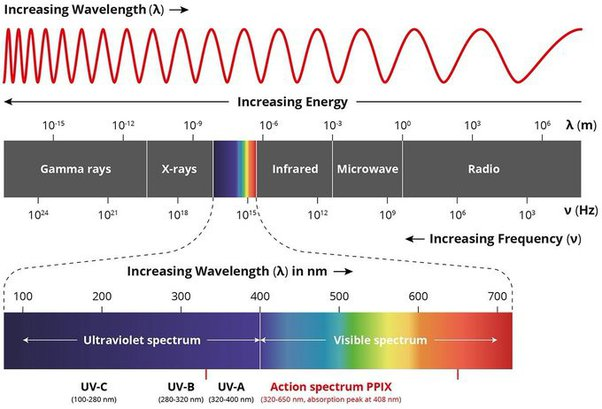 Increasing Wavelength (λ) →
← Increasing Energy
10⁻¹⁵ 10⁻¹² 10⁻⁹ 10⁻⁶ 10⁻³ 10⁰ 10³ 10⁶ λ (m)
Gamma rays X-rays Infrared Microwave Radio
10²⁴ 10²¹ 10¹⁸ 10¹⁵ 10¹² 10⁹ 10⁶ 10³ ν (Hz)
← Increasing Frequency (ν)
Increasing Wavelength (λ) in nm →
100 200 300 400 500 600 700
Ultraviolet spectrum Visible spectrum
UV-C UV-B UV-A Action spectrum PPIX
(100-280 nm) (280-320 nm) (320-400 nm) (320-650 nm, absorption peak at 408 nm)